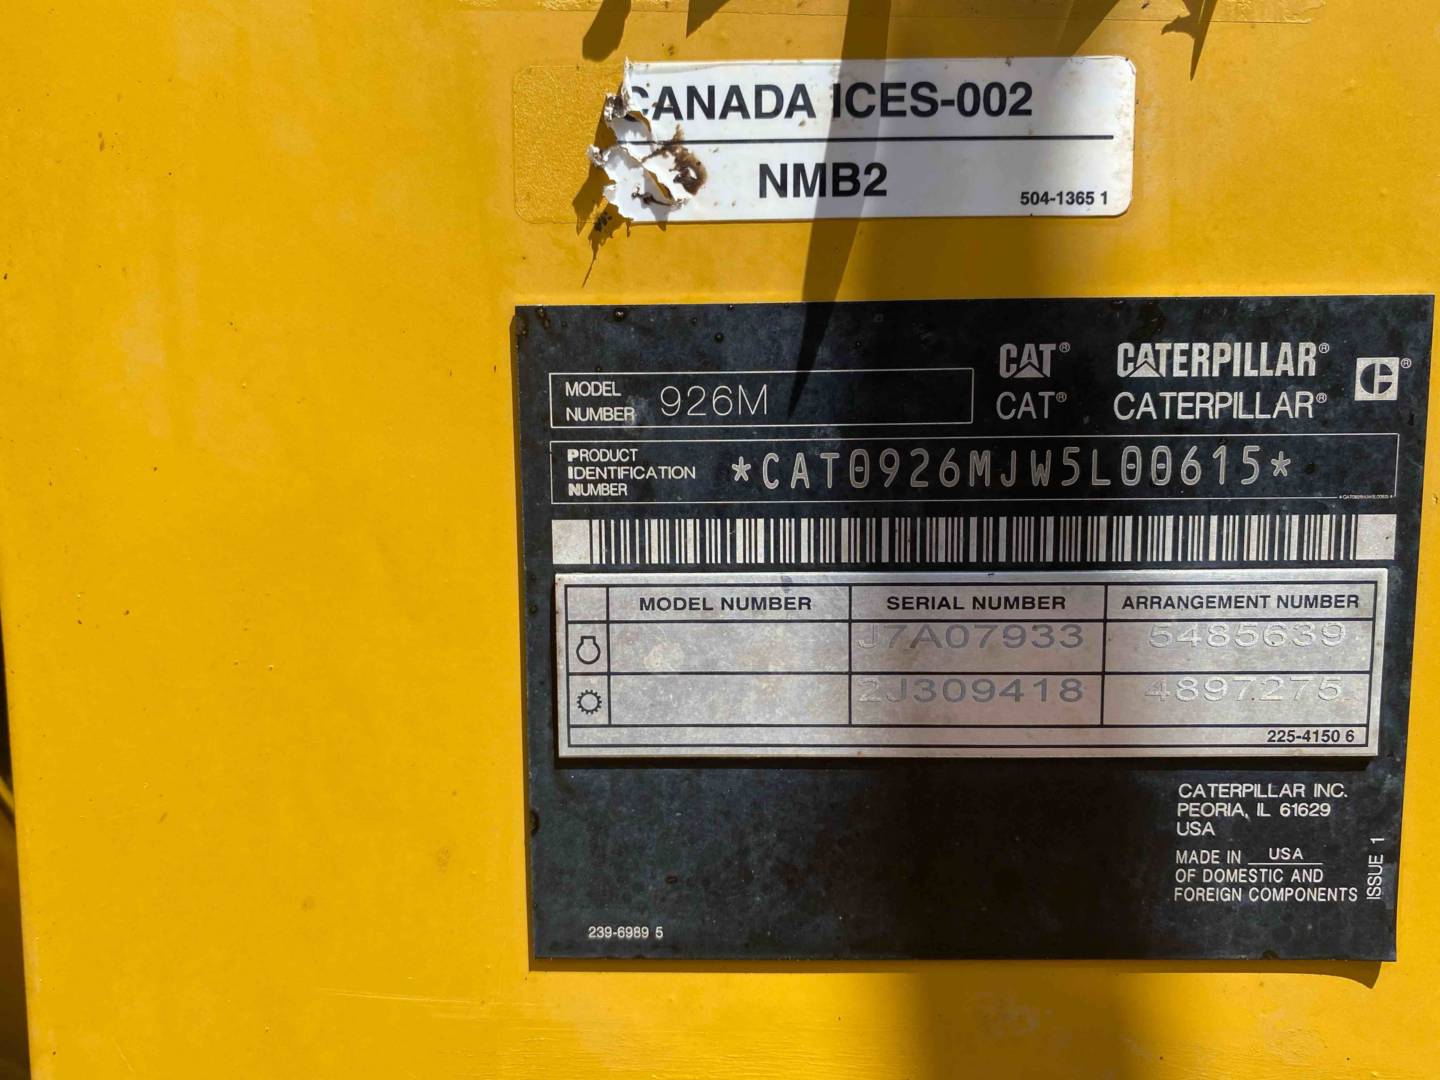 CANADA ICES-002
NMB2
504-1365 1
CAT® CATERPILLAR® ®
CAT® CATERPILLAR®
MODEL NUMBER 926M
PRODUCT IDENTIFICATION NUMBER *CAT0926MJW5L00615*
MODEL NUMBER SERIAL NUMBER ARRANGEMENT NUMBER
J7A07933 5485639
2J309418 4897275
225-4150 6
CATERPILLAR INC.
PEORIA, IL 61629
USA
MADE IN USA
OF DOMESTIC AND
FOREIGN COMPONENTS
ISSUE 1
239-6989 5